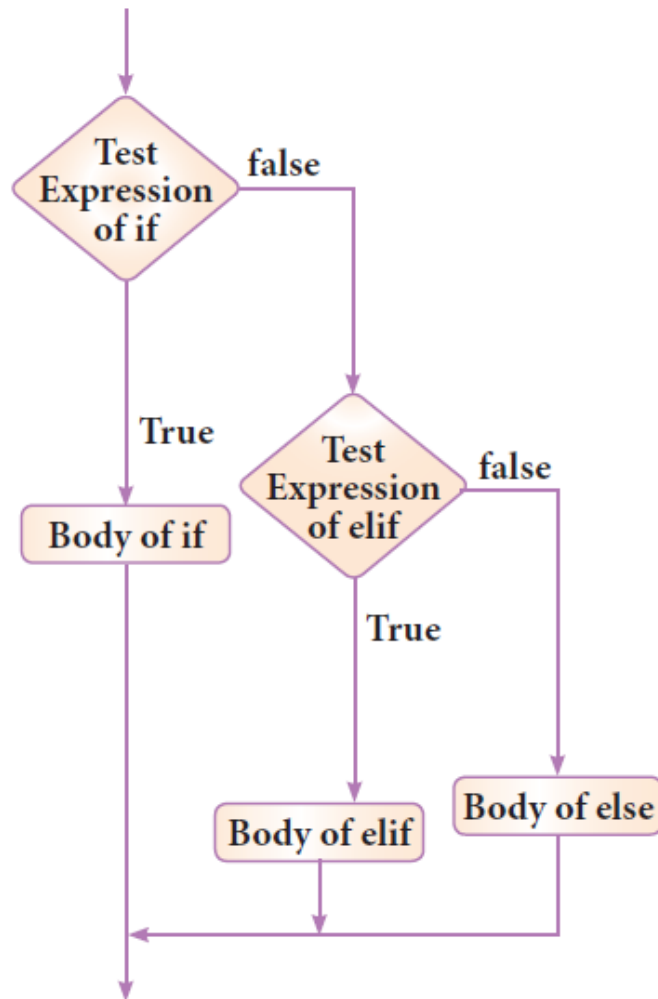 Test
Expression
of if
false
True
Body of if
Test
Expression
of elif
false
True
Body of elif
Body of else